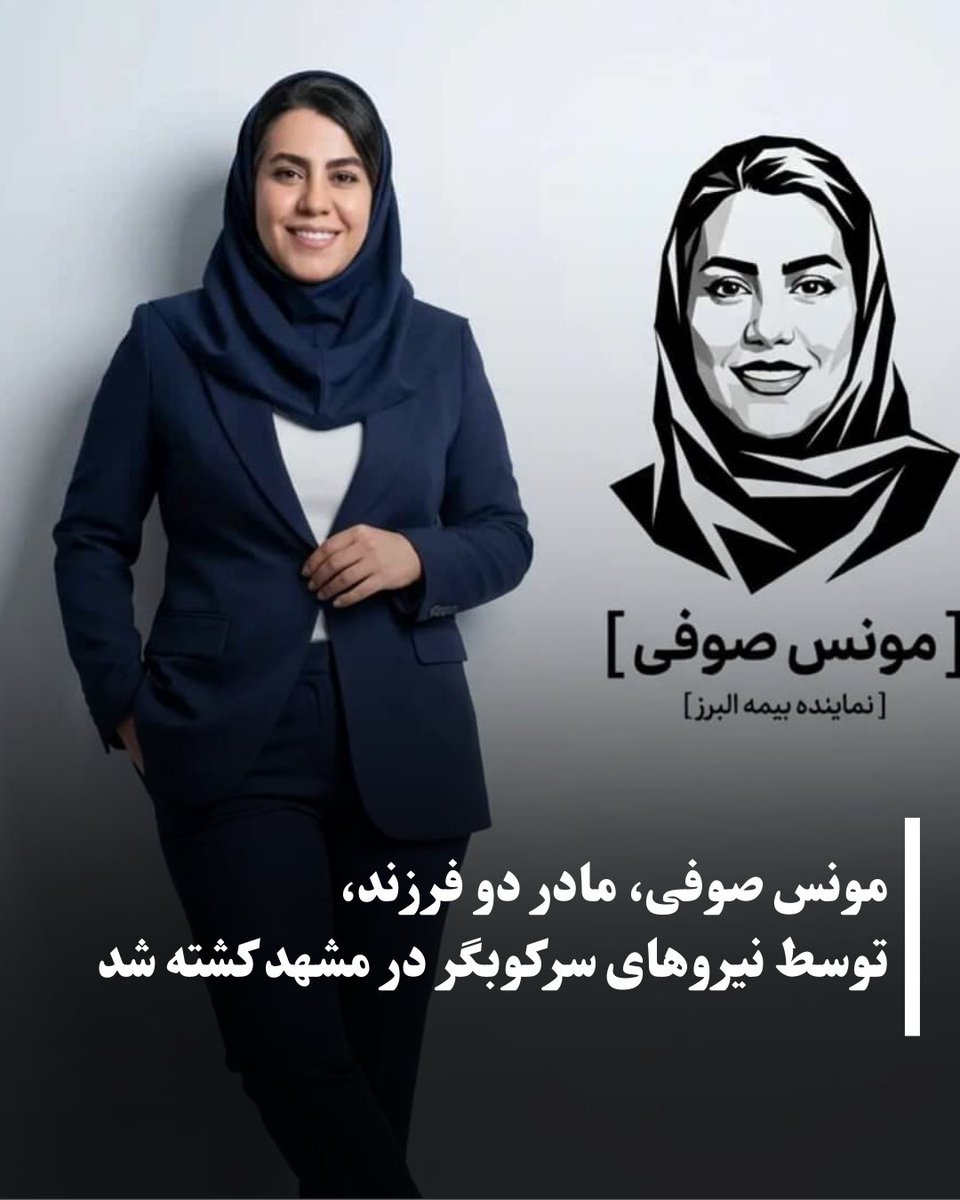 [مونس صوفی]
[نماینده بیمه البرز]
مونس صوفی، مادر دو فرزند،
توسط نیروهای سرکوبگر در مشهد کشته شد